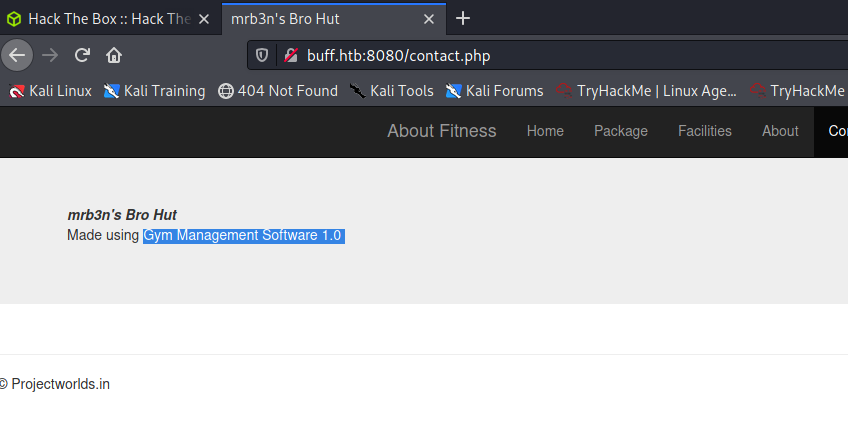 Hack The Box :: Hack The
mrb3n's Bro Hut
buff.htb:8080/contact.php
Kali Linux Kali Training 404 Not Found Kali Tools Kali Forums TryHackMe | Linux Age... TryHackMe
About Fitness Home Package Facilities About Co
mrb3n's Bro Hut
Made using Gym Management Software 1.0
© Projectworlds.in